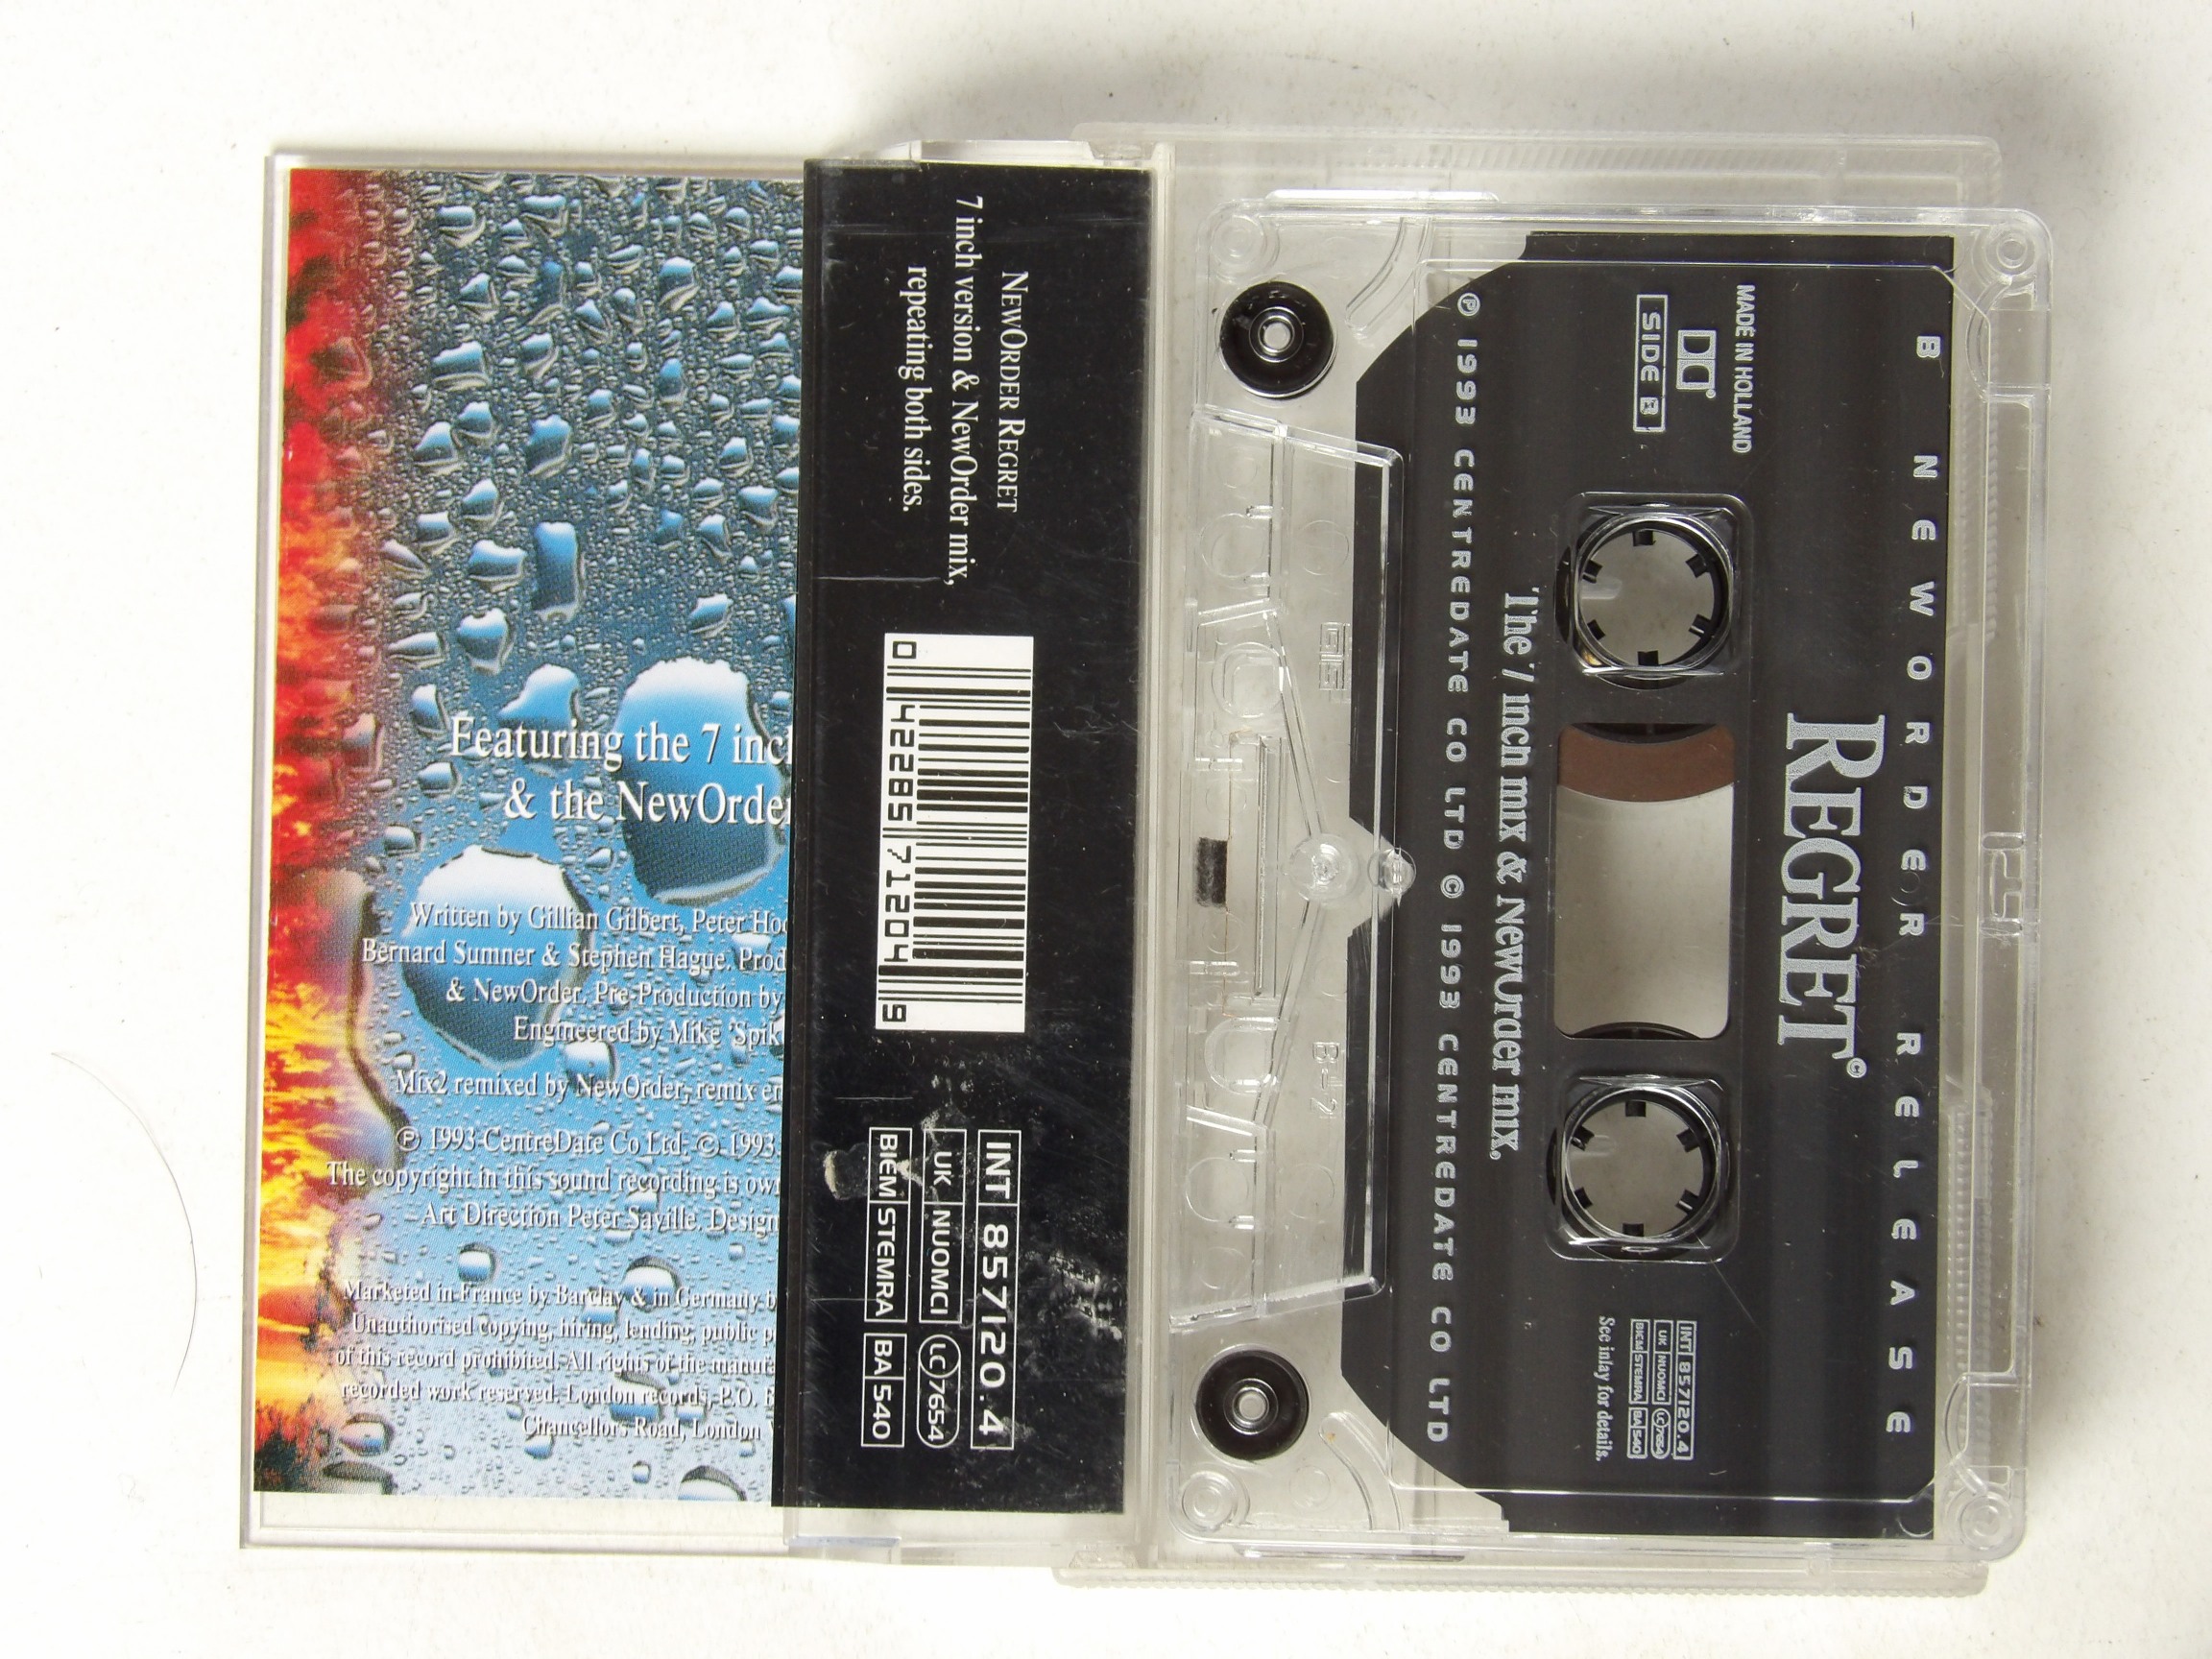 Featuring the 7 inc
& the NewOrder
Written by Gillian Gilbert, Peter Hoo
Bernard Sumner & Stephen Hague. Prod
& NewOrder. Pre-Production by
Engineered by Mike 'Spik
Mix2 remixed by NewOrder, remix en
Ⓟ 1993 CentreDate Co Ltd. © 1993
The copyright in this sound recording is own
Art Direction Peter Saville. Design
Marketed in France by Barclay & in Germany b
Unauthorised copying, hiring, lending, public p
of this record prohibited. All rights of the manufa
recorded work reserved. London records, P.O.
Chancellors Road, London
NEWORDER REGRET
7 inch version & NewOrder mix,
repeating both sides.
0 42285 71204 9
INT 857120.4
UK NUOMCI LC 7654
BIEM STEMRA BA 540
B NEWORDER RELEASE
REGRET©
MADE IN HOLLAND
SIDE B
INT 857120.4
UK NUOMCI LC 7654
BIEM STEMRA BA 540
See inlay for details.
The 7 inch mix & NewOrder mix.
Ⓟ 1993 CENTREDATE CO LTD © 1993 CENTREDATE CO LTD
B-2